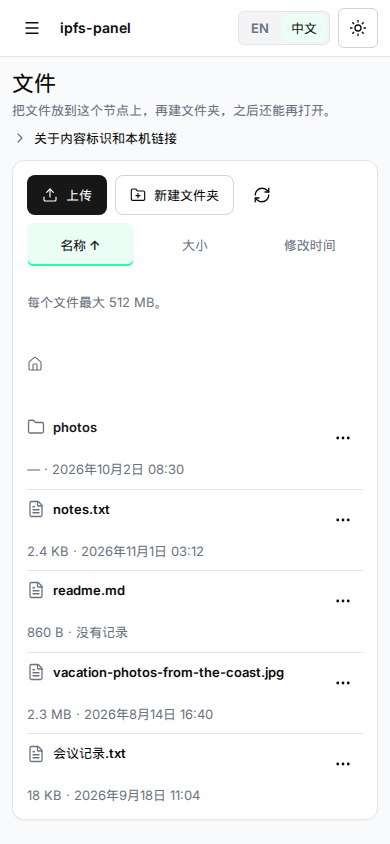 ipfs-panel
EN 中文
文件
把文件放到这个节点上，再建文件夹，之后还能再打开。
关于内容标识和本机链接
上传 新建文件夹
名称 ↑ 大小 修改时间
每个文件最大 512 MB。
photos
— · 2026年10月2日 08:30
notes.txt
2.4 KB · 2026年11月1日 03:12
readme.md
860 B · 没有记录
vacation-photos-from-the-coast.jpg
2.3 MB · 2026年8月14日 16:40
会议记录.txt
18 KB · 2026年9月18日 11:04